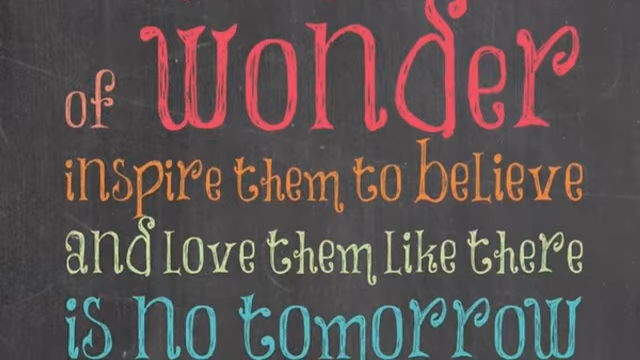 of wonder
inspire them to believe
and love them like there
is no tomorrow